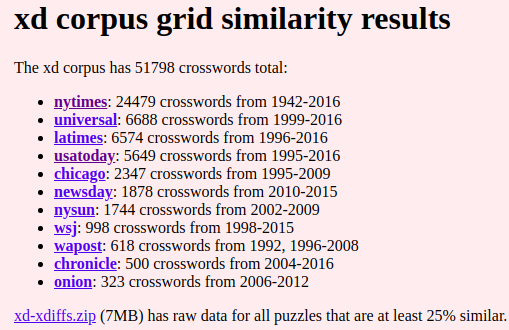 xd corpus grid similarity results
The xd corpus has 51798 crosswords total:
nytimes: 24479 crosswords from 1942-2016
universal: 6688 crosswords from 1999-2016
latimes: 6574 crosswords from 1996-2016
usatoday: 5649 crosswords from 1995-2016
chicago: 2347 crosswords from 1995-2009
newsday: 1878 crosswords from 2010-2015
nysun: 1744 crosswords from 2002-2009
wsj: 998 crosswords from 1998-2015
wapost: 618 crosswords from 1992, 1996-2008
chronicle: 500 crosswords from 2004-2016
onion: 323 crosswords from 2006-2012
xd-xdiffs.zip (7MB) has raw data for all puzzles that are at least 25% similar.